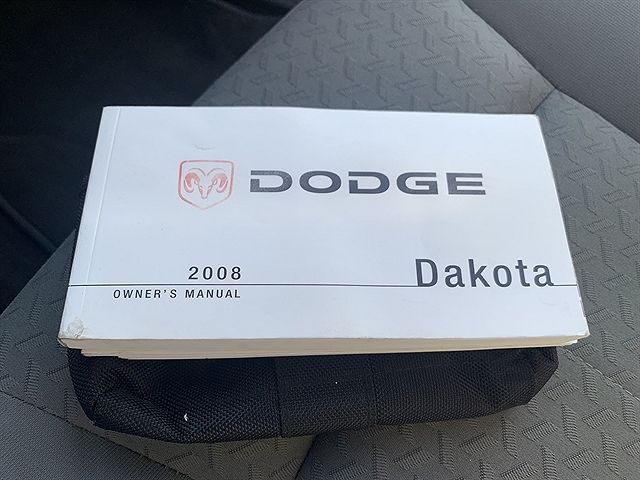 DODGE
2008
OWNER'S MANUAL
Dakota